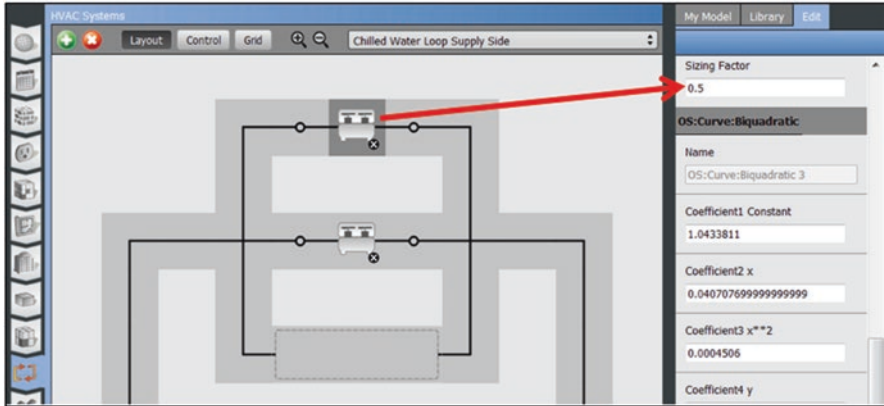 HVAC Systems
Layout Control Grid Chilled Water Loop Supply Side
My Model Library Edit
Sizing Factor
0.5
OS:Curve:Biquadratic
Name
OS:Curve:Biquadratic 3
Coefficient1 Constant
1.0433811
Coefficient2 x
0.040707699999999999
Coefficient3 x**2
0.0004506
Coefficient4 y